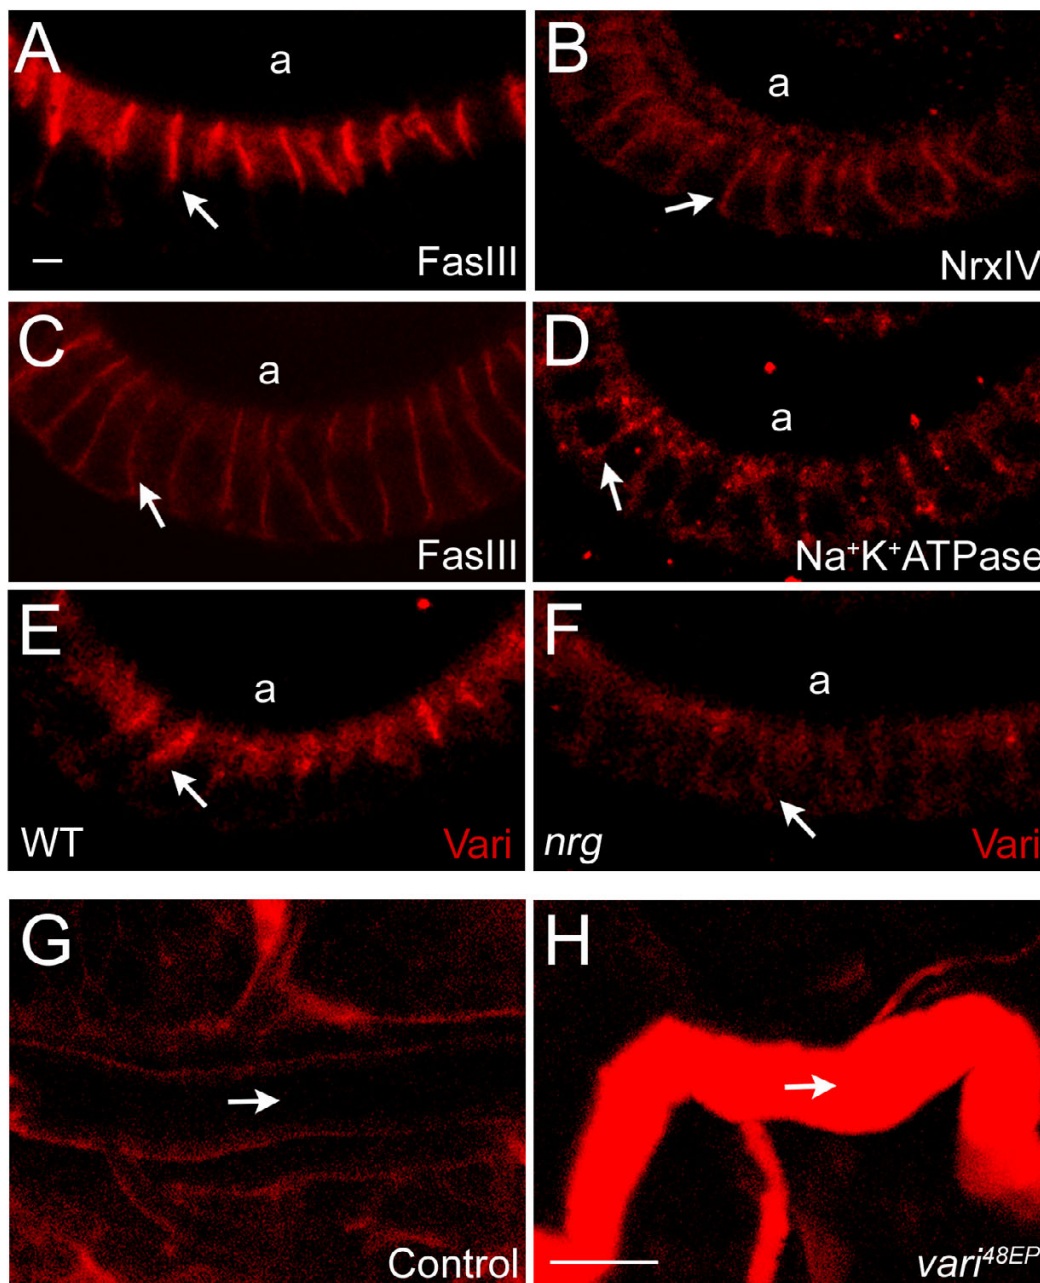 A
a
FasIII
B
a
NrxIV
C
a
FasIII
D
a
Na⁺K⁺ATPase
E
a
WT
Vari
F
a
nrg
Vari
G
Control
H
vari⁴⁸ᴱᴾ